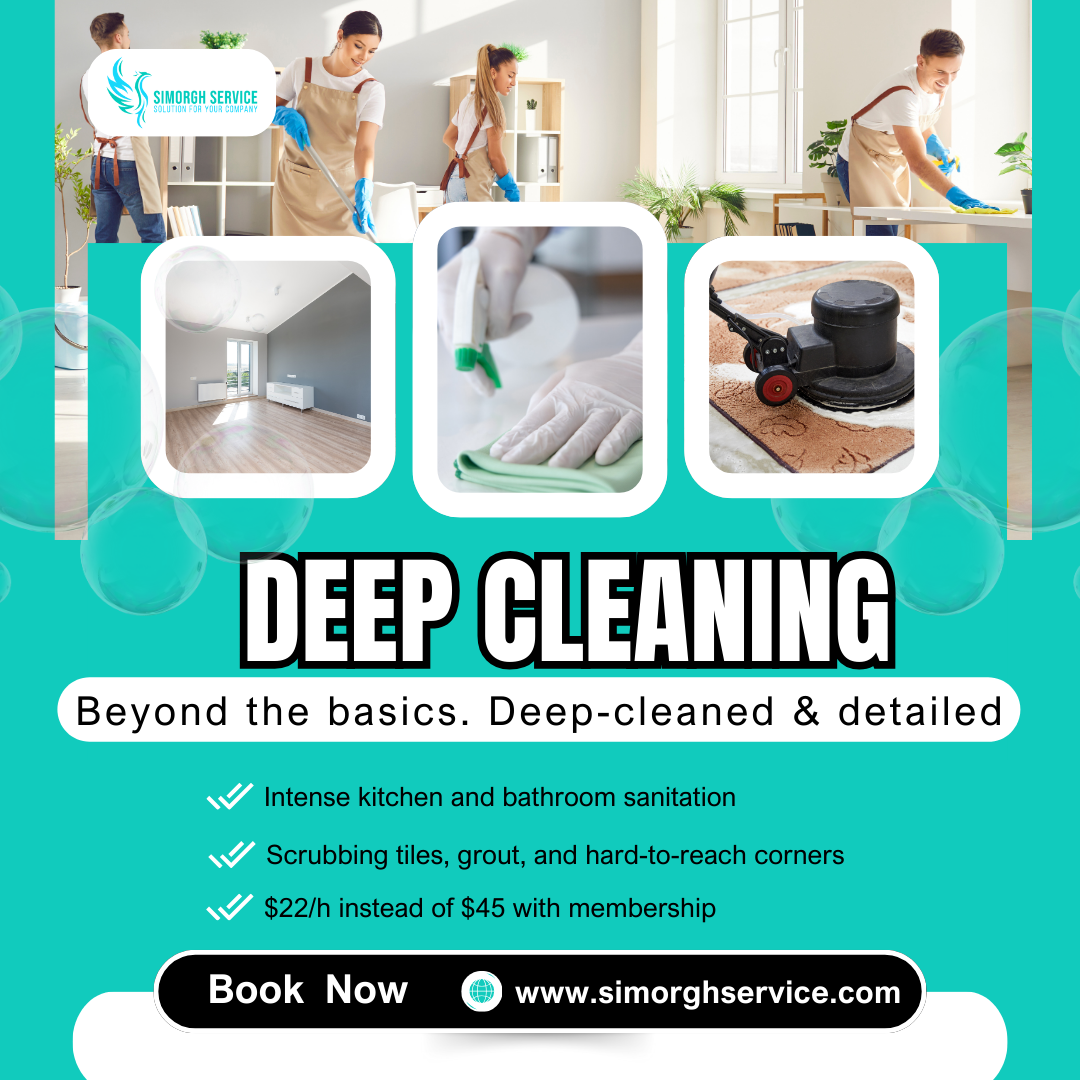 SIMORGH SERVICE
SOLUTION FOR YOUR COMPANY
DEEP CLEANING
Beyond the basics. Deep-cleaned & detailed
Intense kitchen and bathroom sanitation
Scrubbing tiles, grout, and hard-to-reach corners
$22/h instead of $45 with membership
Book Now www.simorghservice.com